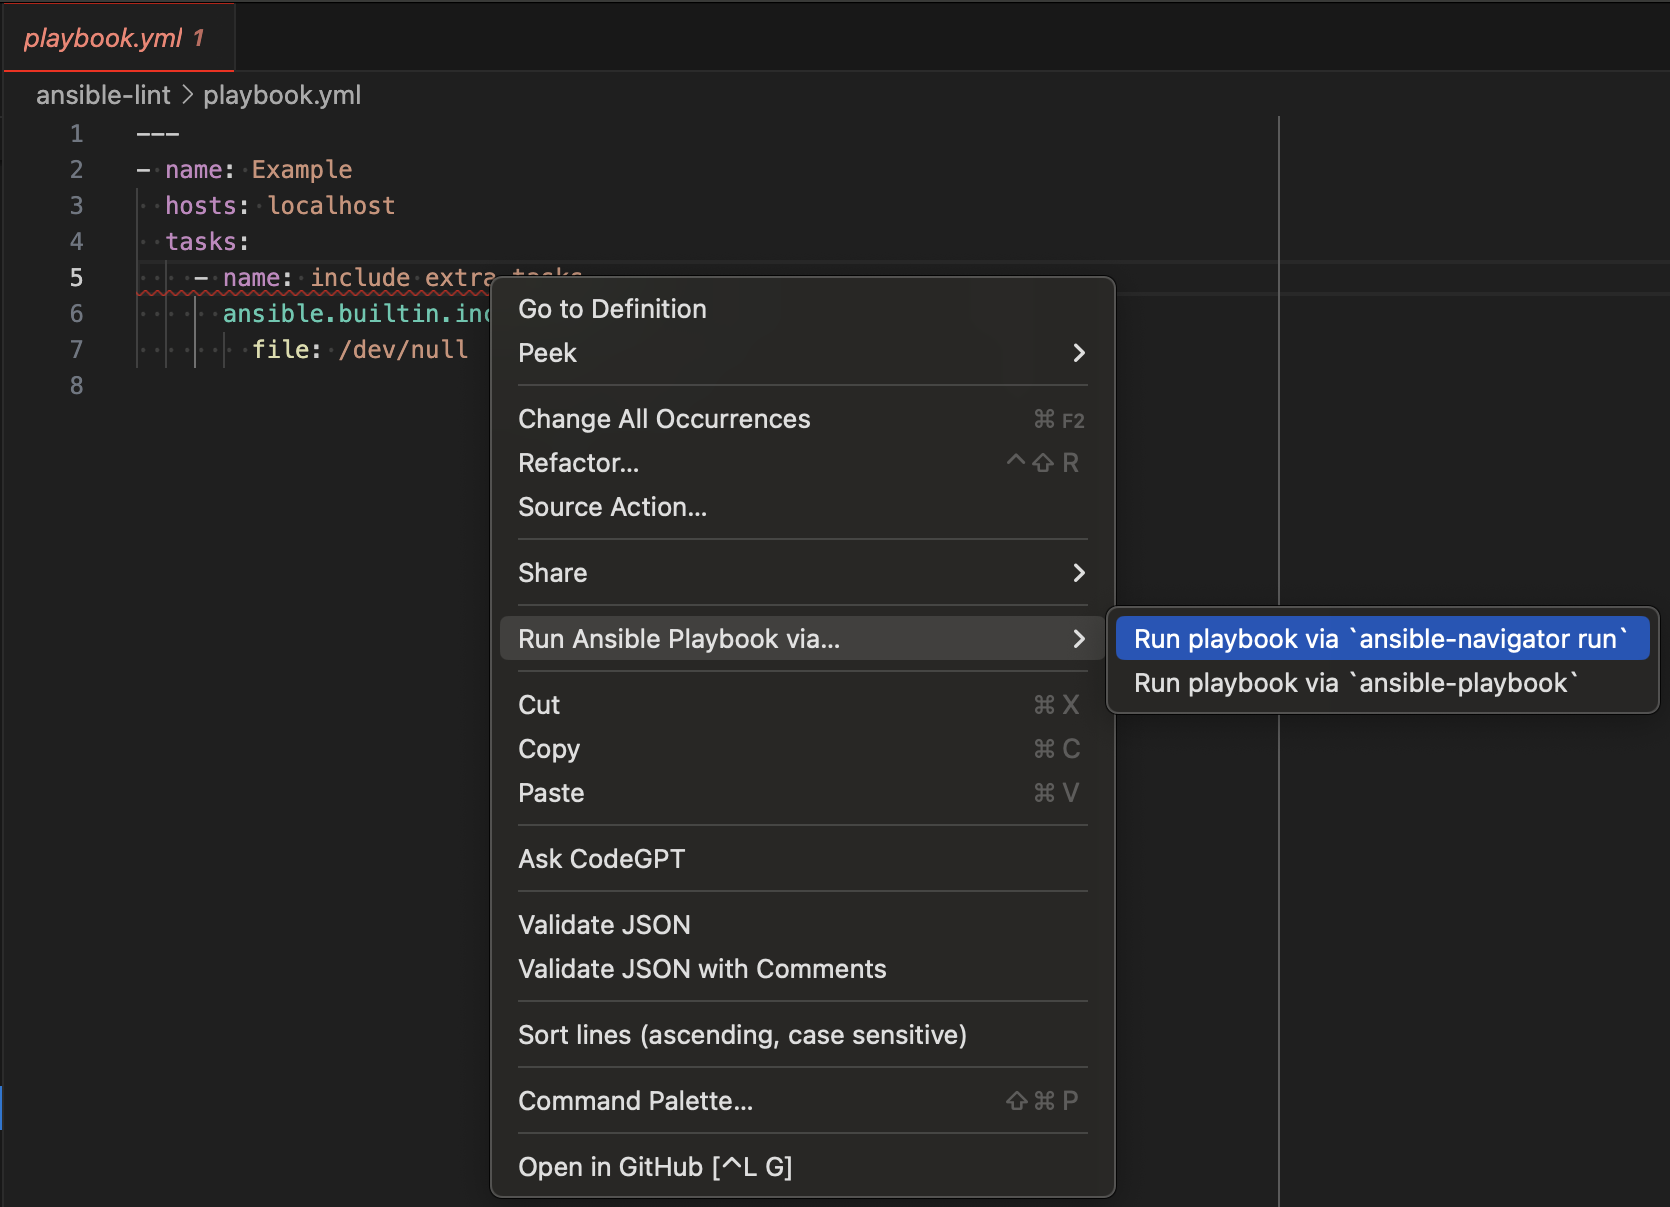 playbook.yml 1
ansible-lint > playbook.yml
1 ---
2 - name: Example
3 hosts: localhost
4 tasks:
5 - name: include extra tasks
6 ansible.builtin.inc
7 file: /dev/null
8
Go to Definition
Peek
Change All Occurrences ⌘ F2
Refactor... ^⇧ R
Source Action...
Share
Run Ansible Playbook via...
Run playbook via `ansible-navigator run`
Run playbook via `ansible-playbook`
Cut ⌘ X
Copy ⌘ C
Paste ⌘ V
Ask CodeGPT
Validate JSON
Validate JSON with Comments
Sort lines (ascending, case sensitive)
Command Palette... ⇧⌘ P
Open in GitHub [^L G]